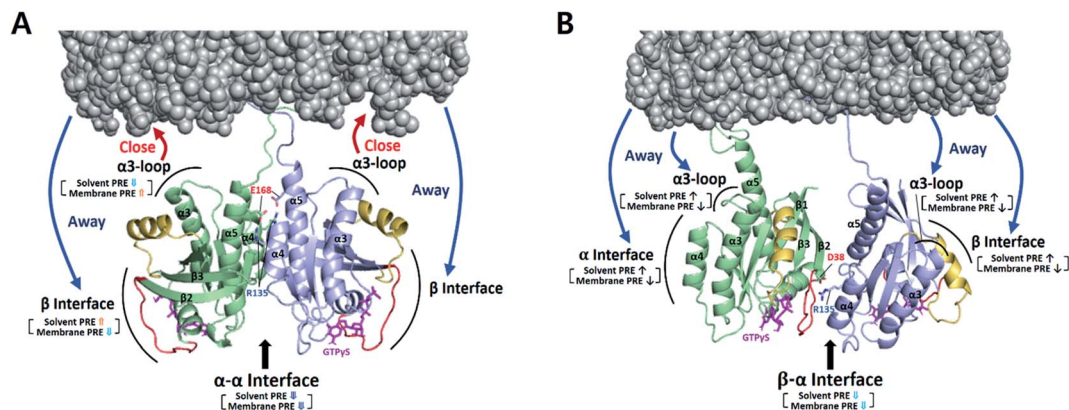 A
Close
α3-loop
Solvent PRE ⇩
Membrane PRE ⇧
Away
β Interface
Solvent PRE ⇧
Membrane PRE ⇩
α3
α5
α4
β3
β2
E168
R135
α5
α4
α3
GTPγS
Close
α3-loop
Away
β Interface
α-α Interface
Solvent PRE ⇩
Membrane PRE ⇩
B
Away
α3-loop
Solvent PRE ↑
Membrane PRE ↓
α Interface
Solvent PRE ↑
Membrane PRE ↓
α5
α3
α4
β1
β3
β2
D38
R135
GTPγS
α5
α4
α3
Away
α3-loop
Solvent PRE ↑
Membrane PRE ↓
β Interface
Solvent PRE ↑
Membrane PRE ↓
β-α Interface
Solvent PRE ⇩
Membrane PRE ⇩